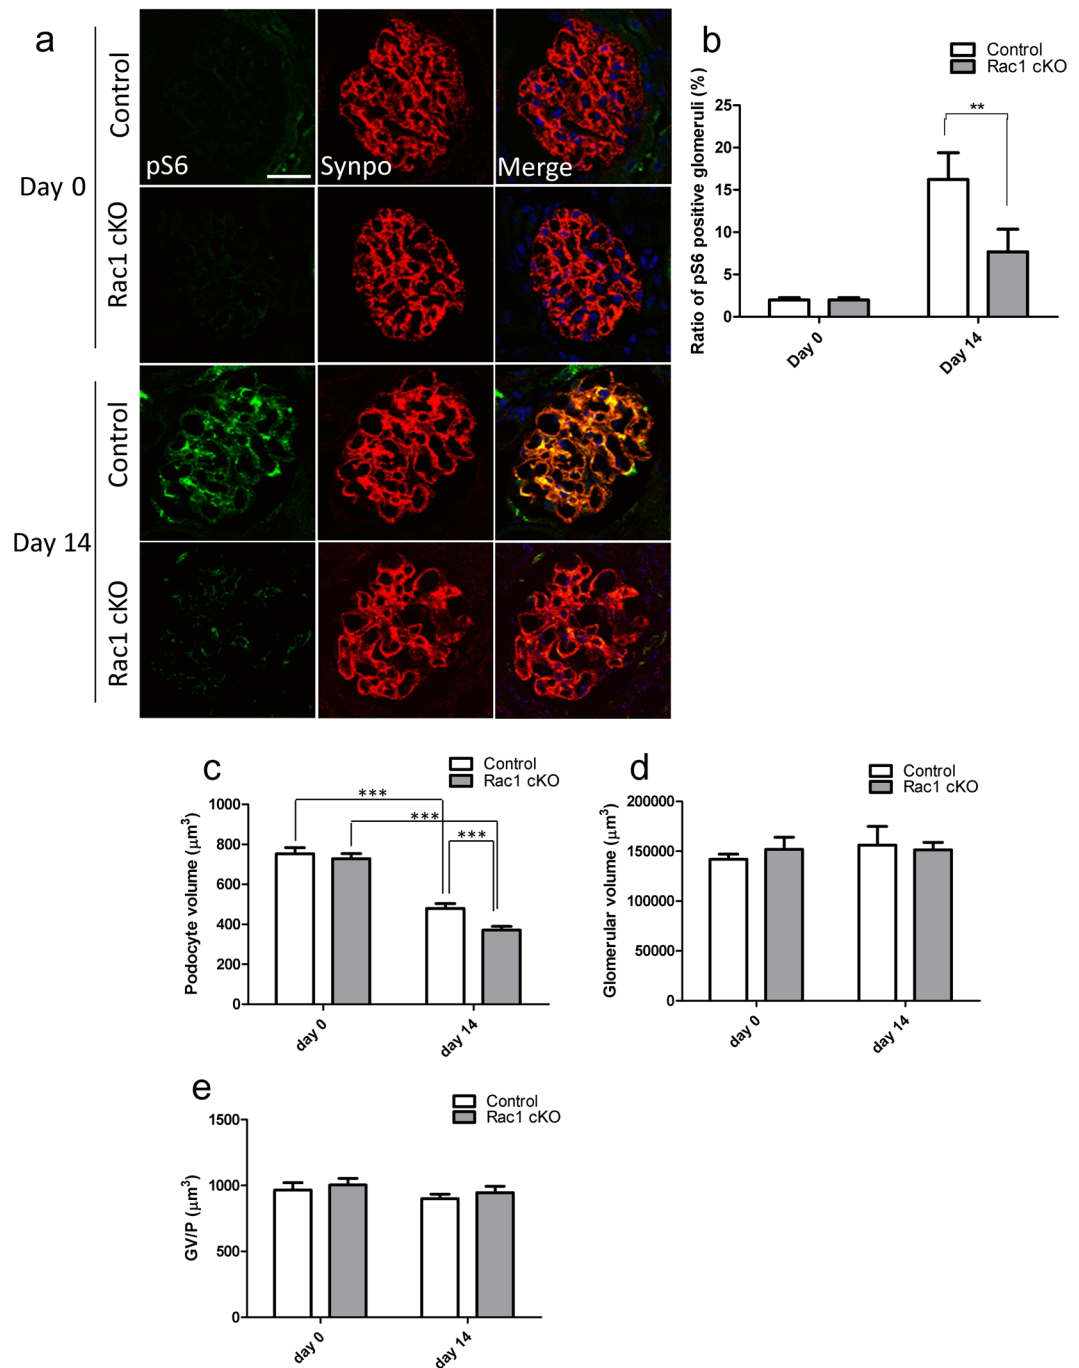 a
Day 0
Control
pS6
Synpo
Merge
Rac1 cKO
Day 14
Control
Rac1 cKO
b
Control
Rac1 cKO
Ratio of pS6 positive glomeruli (%)
25
20
15
10
5
0
**
Day 0
Day 14
c
Control
Rac1 cKO
Podocyte volume (μm³)
1000
800
600
400
200
0
***
***
***
day 0
day 14
d
Control
Rac1 cKO
Glomerular volume (μm³)
200000
150000
100000
50000
0
day 0
day 14
e
Control
Rac1 cKO
GV/P (μm³)
1500
1000
500
0
day 0
day 14